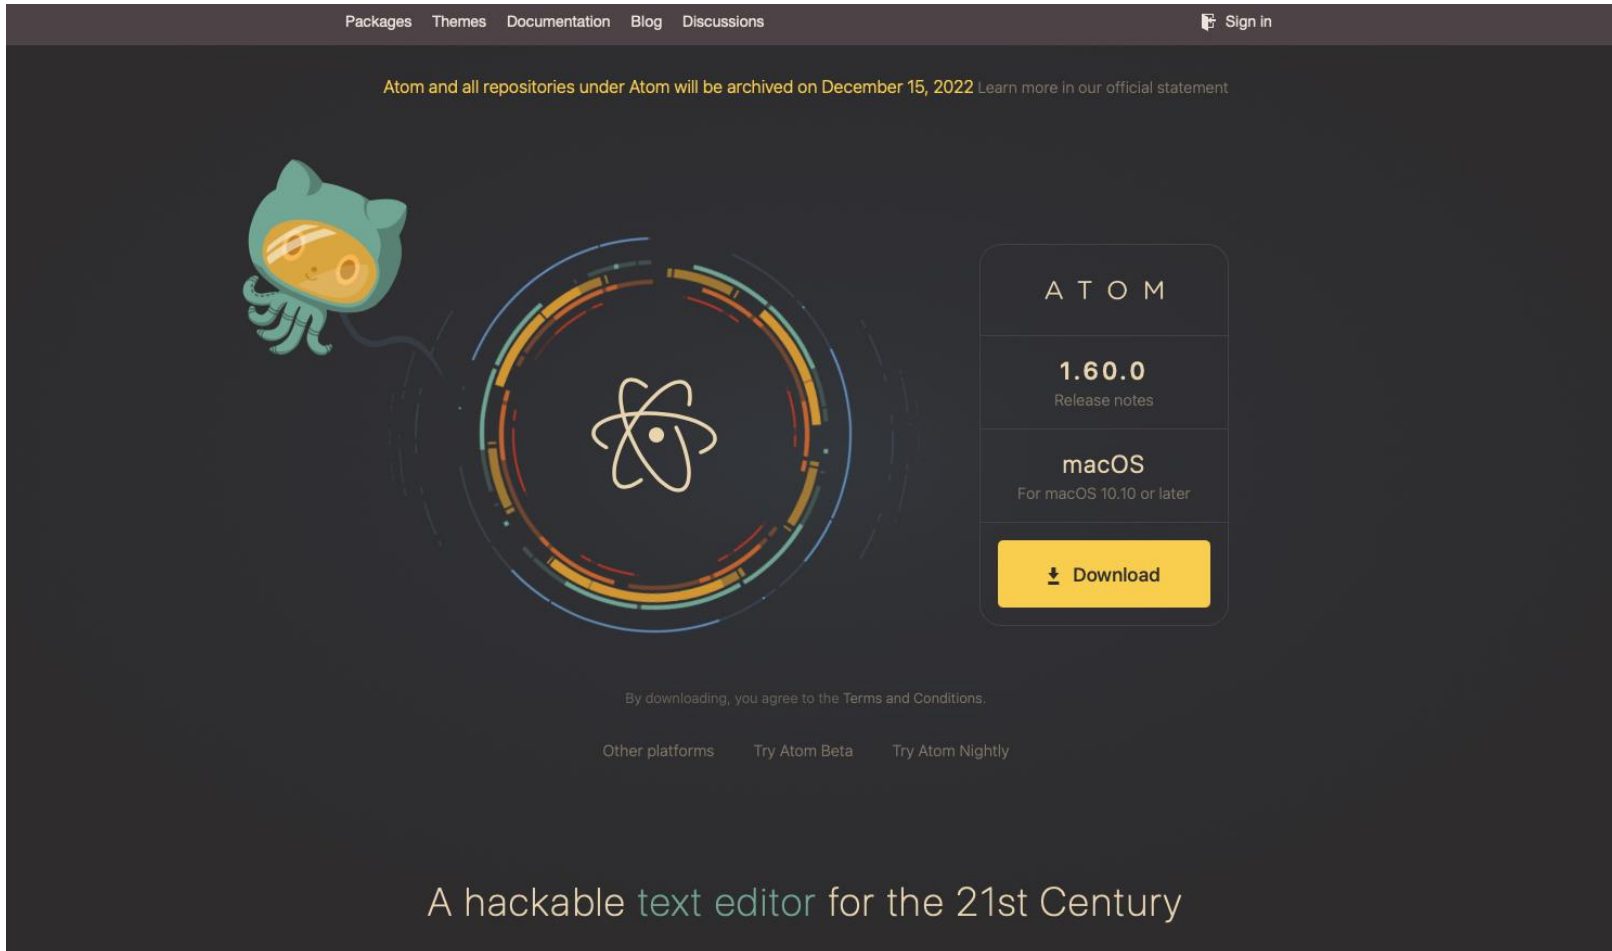 Packages Themes Documentation Blog Discussions Sign in
Atom and all repositories under Atom will be archived on December 15, 2022 Learn more in our official statement
ATOM
1.60.0
Release notes
macOS
For macOS 10.10 or later
Download
By downloading, you agree to the Terms and Conditions.
Other platforms Try Atom Beta Try Atom Nightly
A hackable text editor for the 21st Century